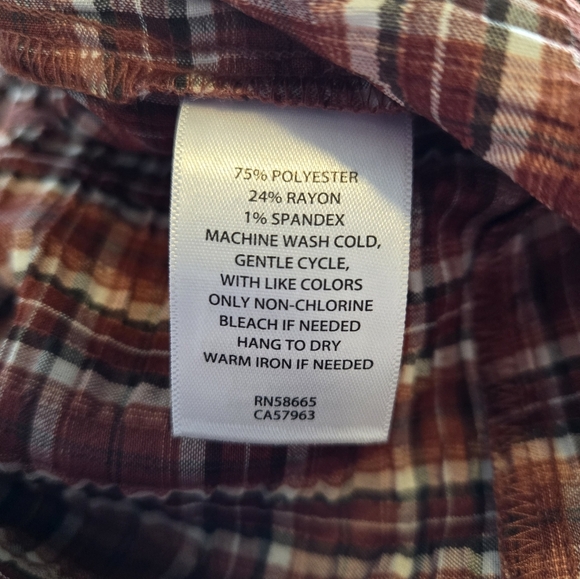 75% POLYESTER
24% RAYON
1% SPANDEX
MACHINE WASH COLD,
GENTLE CYCLE,
WITH LIKE COLORS
ONLY NON-CHLORINE
BLEACH IF NEEDED
HANG TO DRY
WARM IRON IF NEEDED
RN58665
CA57963